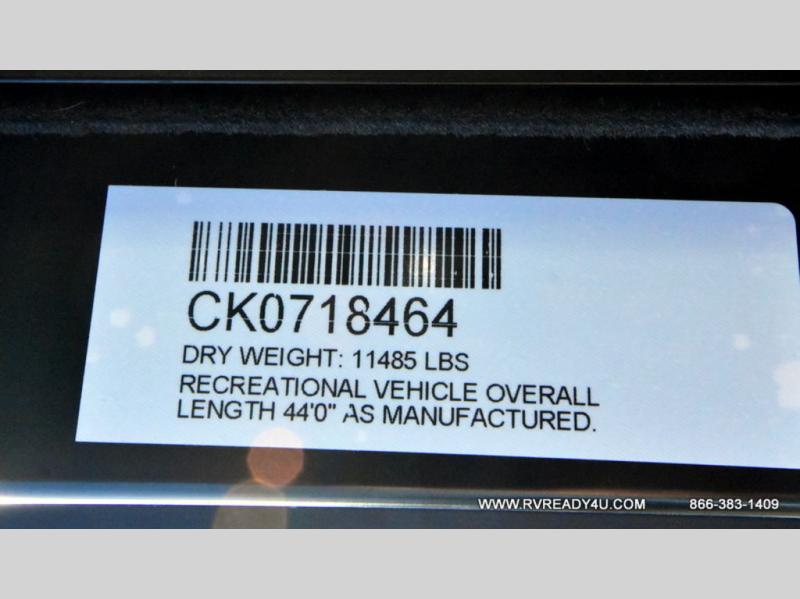 CK0718464
DRY WEIGHT: 11485 LBS
RECREATIONAL VEHICLE OVERALL
LENGTH 44'0" AS MANUFACTURED.
WWW.RVREADY4U.COM 866-383-1409